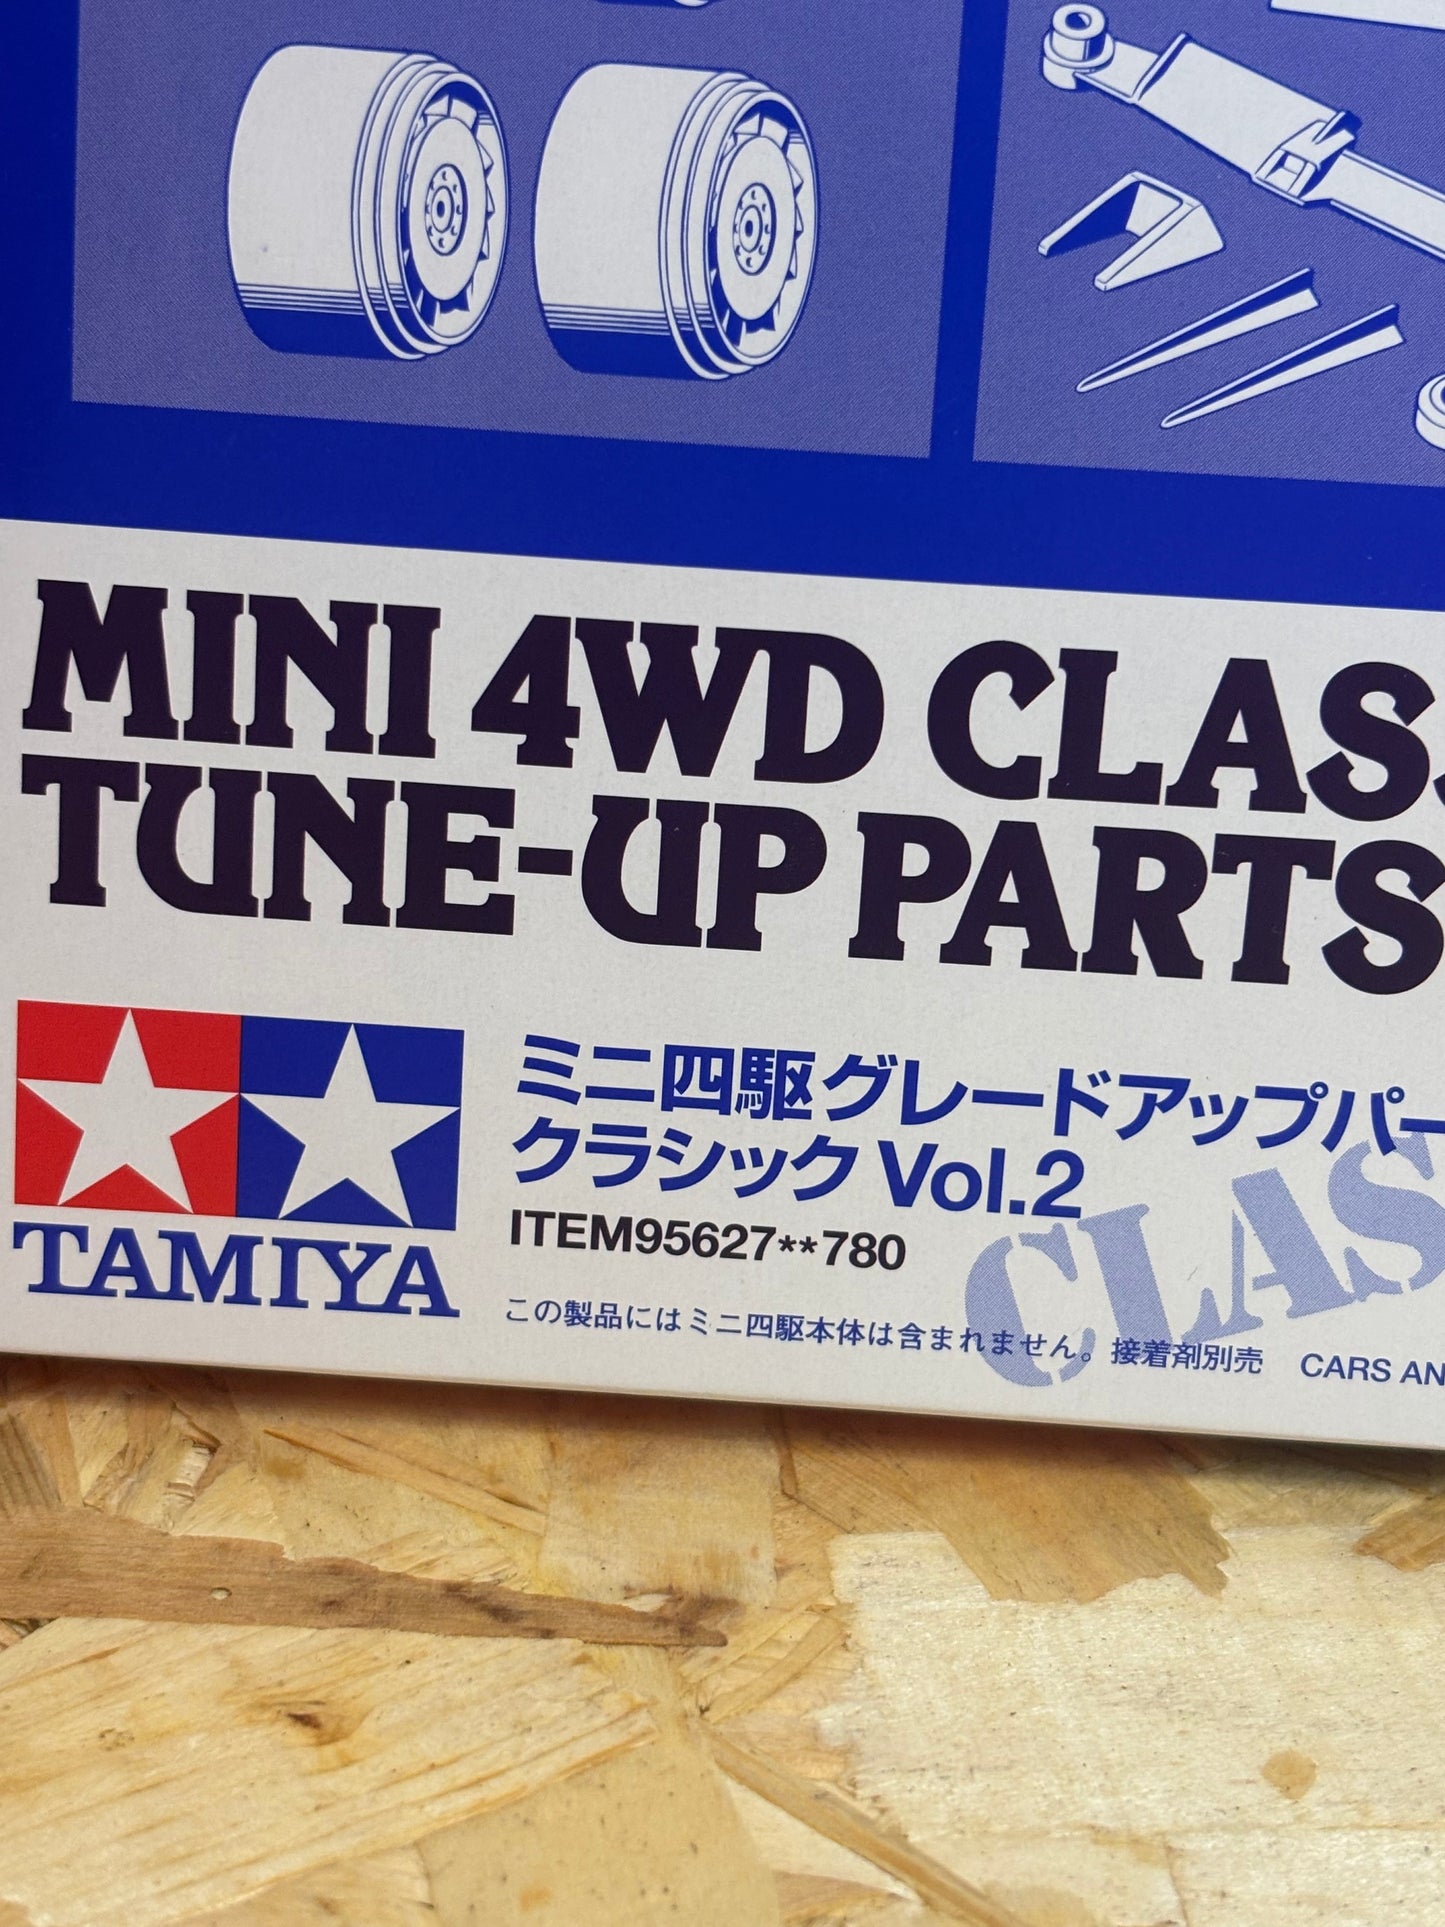 MINI 4WD CLAS
TUNE-UP PARTS
TAMIYA
ミニ四駆グレードアップパー
クラシック Vol.2
ITEM95627**780
CLAS
この製品にはミニ四駆本体は含まれません。接着剤別売 CARS AN